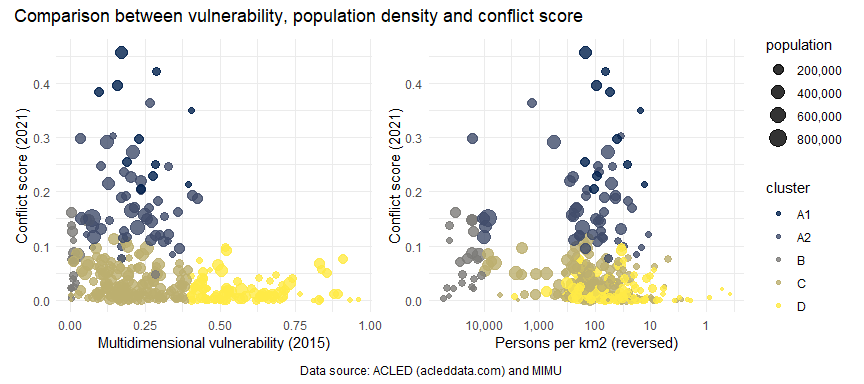 Comparison between vulnerability, population density and conflict score
Conflict score (2021)
0.4
0.3
0.2
0.1
0.0
0.00 0.25 0.50 0.75 1.00
Multidimensional vulnerability (2015)
Conflict score (2021)
0.4
0.3
0.2
0.1
0.0
10,000 1,000 100 10 1
Persons per km2 (reversed)
population
200,000
400,000
600,000
800,000
cluster
A1
A2
B
C
D
Data source: ACLED (acleddata.com) and MIMU